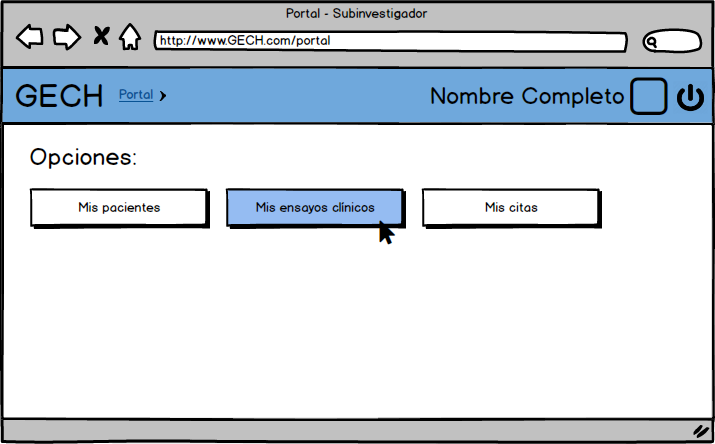 Portal - Subinvestigador
http://www.GECH.com/portal
GECH Portal Nombre Completo
Opciones:
Mis pacientes Mis ensayos clínicos Mis citas